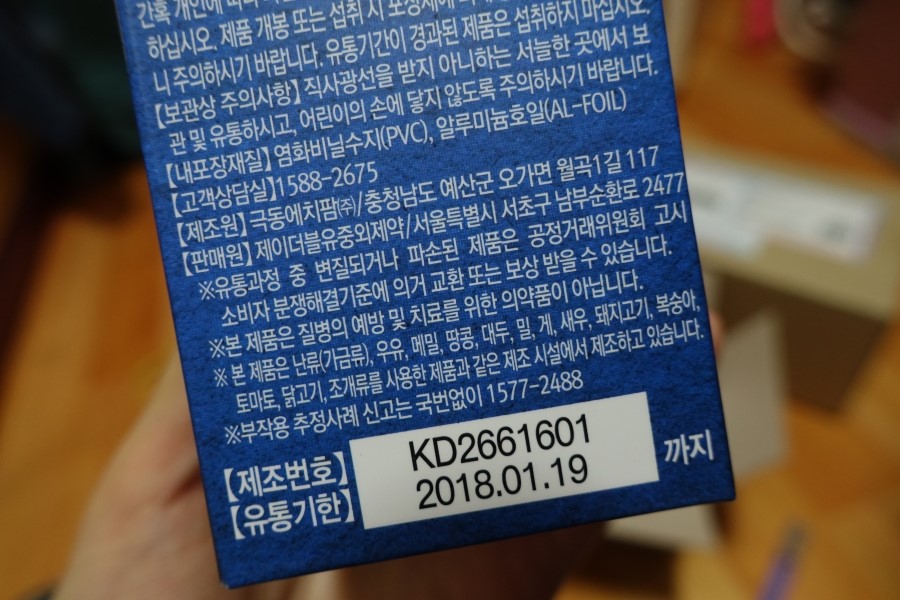 간혹 개인에 따라
하십시오. 제품 개봉 또는 섭취 시 포장재에
니 주의하시기 바랍니다. 유통기간이 경과된 제품은 섭취하지 마십시오.
【보관상 주의사항】 직사광선을 받지 아니하는 서늘한 곳에서 보
관 및 유통하시고, 어린이의 손에 닿지 않도록 주의하시기 바랍니다.
【내포장재질】 염화비닐수지(PVC), 알루미늄호일(AL-FOIL)
【고객상담실】 1588-2675
【제조원】 극동에치팜㈜/충청남도 예산군 오가면 월곡1길 117
【판매원】 제이더블유중외제약/서울특별시 서초구 남부순환로 2477
※유통과정 중 변질되거나 파손된 제품은 공정거래위원회 고시
소비자 분쟁해결기준에 의거 교환 또는 보상 받을 수 있습니다.
※본 제품은 질병의 예방 및 치료를 위한 의약품이 아닙니다.
※ 본 제품은 난류(가금류), 우유, 메밀, 땅콩, 대두, 밀, 게, 새우, 돼지고기, 복숭아,
토마토, 닭고기, 조개류를 사용한 제품과 같은 제조 시설에서 제조하고 있습니다.
※부작용 추정사례 신고는 국번없이 1577-2488
【제조번호】 KD2661601
【유통기한】 2018.01.19 까지